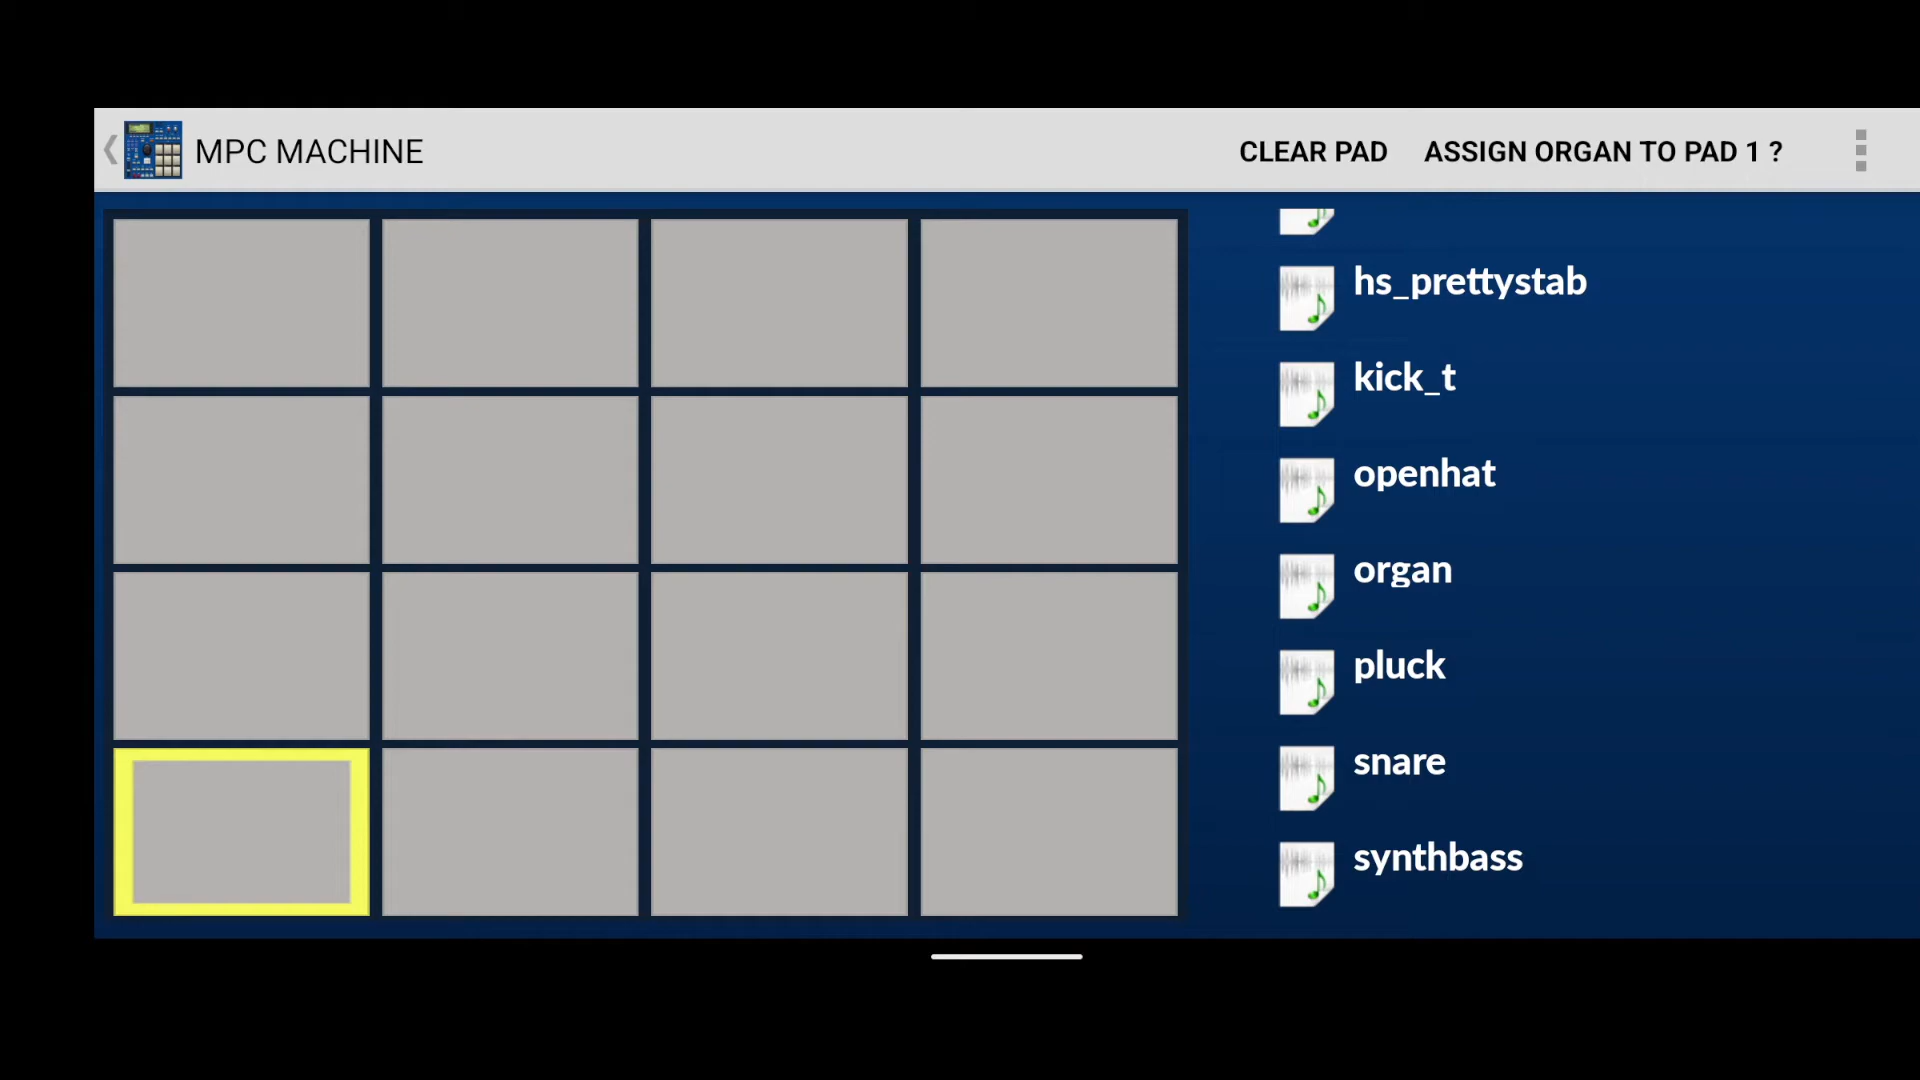 MPC MACHINE
CLEAR PAD
ASSIGN ORGAN TO PAD 1 ?
hs_prettystab
kick_t
openhat
organ
pluck
snare
synthbass